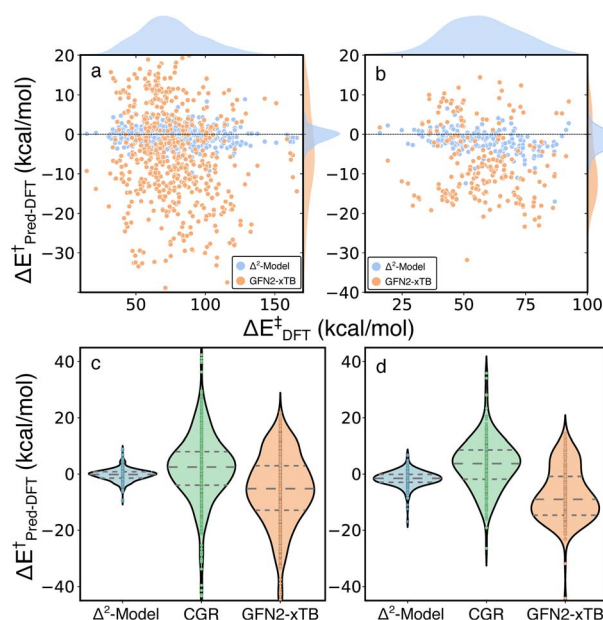 20
a
b
20
10
10
0
0
-10
-10
-20
-20
-30
-30
-40
Δ²-Model
GFN2-xTB
Δ²-Model
GFN2-xTB
50
100
150
25
50
75
100
ΔE†Pred-DFT (kcal/mol)
ΔE‡DFT (kcal/mol)
40
c
d
40
20
20
0
0
-20
-20
-40
-40
ΔE†Pred-DFT (kcal/mol)
Δ²-Model
CGR
GFN2-xTB
Δ²-Model
CGR
GFN2-xTB